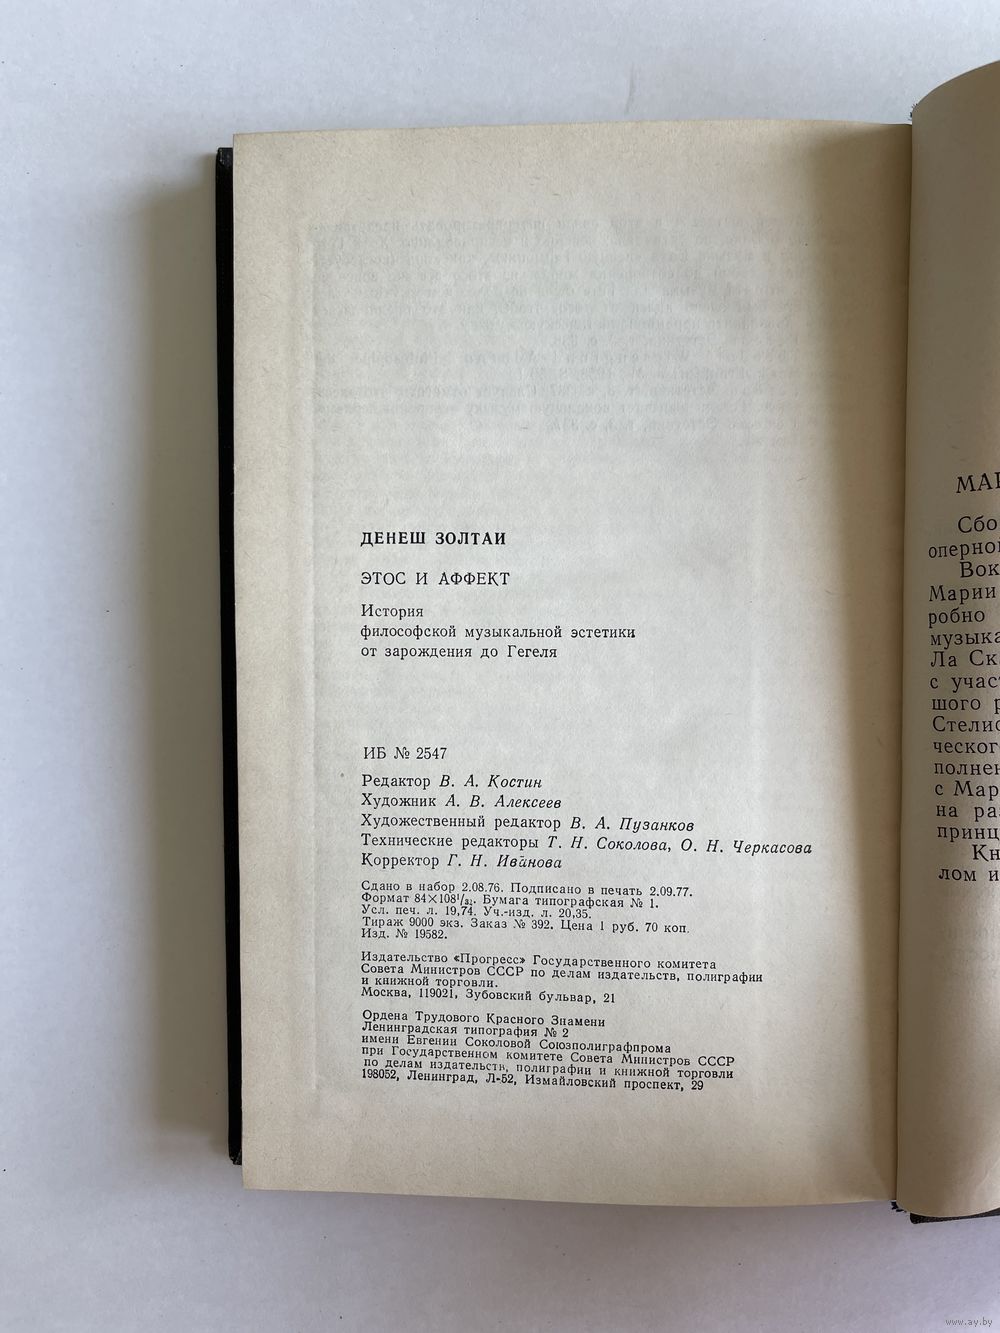 ДЕНЕШ ЗОЛТАИ
ЭТОС И АФФЕКТ
История
философской музыкальной эстетики
от зарождения до Гегеля
ИБ № 2547
Редактор В. А. Костин
Художник А. В. Алексеев
Художественный редактор В. А. Пузанков
Технические редакторы Т. Н. Соколова, О. Н. Черкасова
Корректор Г. Н. Иванова
Сдано в набор 2.08.76. Подписано в печать 2.09.77.
Формат 84×108¹/₃₂. Бумага типографская № 1.
Усл. печ. л. 19,74. Уч.-изд. л. 20,35.
Тираж 9000 экз. Заказ № 392. Цена 1 руб. 70 коп.
Изд. № 19582.
Издательство «Прогресс» Государственного комитета
Совета Министров СССР по делам издательств, полиграфии
и книжной торговли.
Москва, 119021, Зубовский бульвар, 21
Ордена Трудового Красного Знамени
Ленинградская типография № 2
имени Евгении Соколовой Союзполиграфпрома
при Государственном комитете Совета Министров СССР
по делам издательств, полиграфии и книжной торговли
198052, Ленинград, Л-52, Измайловский проспект, 29
МАР
Сбо
оперно
Вок
Марии
робно
музыка
Ла Ск
с учас
шого р
Стелис
ческог
полнен
с Мар
на раз
принц
Кн
лом и
www.ay.by